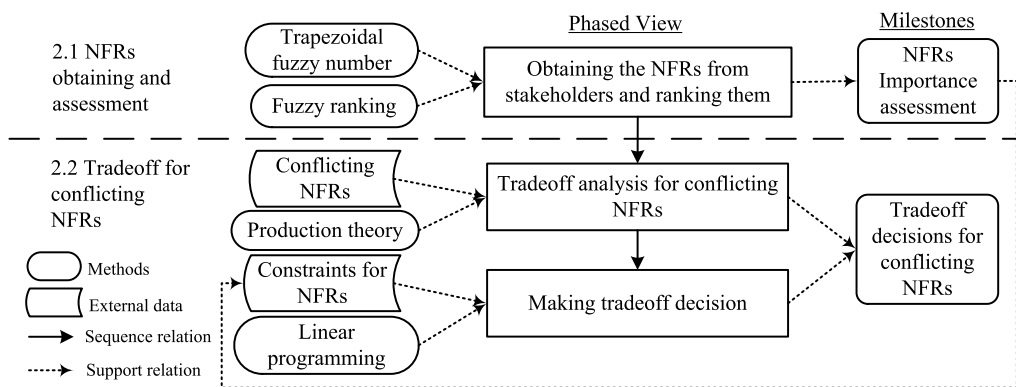 Phased View
Milestones
2.1 NFRs
obtaining and
assessment
Trapezoidal
fuzzy number
Fuzzy ranking
Obtaining the NFRs from
stakeholders and ranking them
NFRs
Importance
assessment
2.2 Tradeoff for
conflicting
NFRs
Conflicting
NFRs
Production theory
Tradeoff analysis for conflicting
NFRs
Tradeoff
decisions for
conflicting
NFRs
Constraints for
NFRs
Linear
programming
Making tradeoff decision
Methods
External data
Sequence relation
Support relation